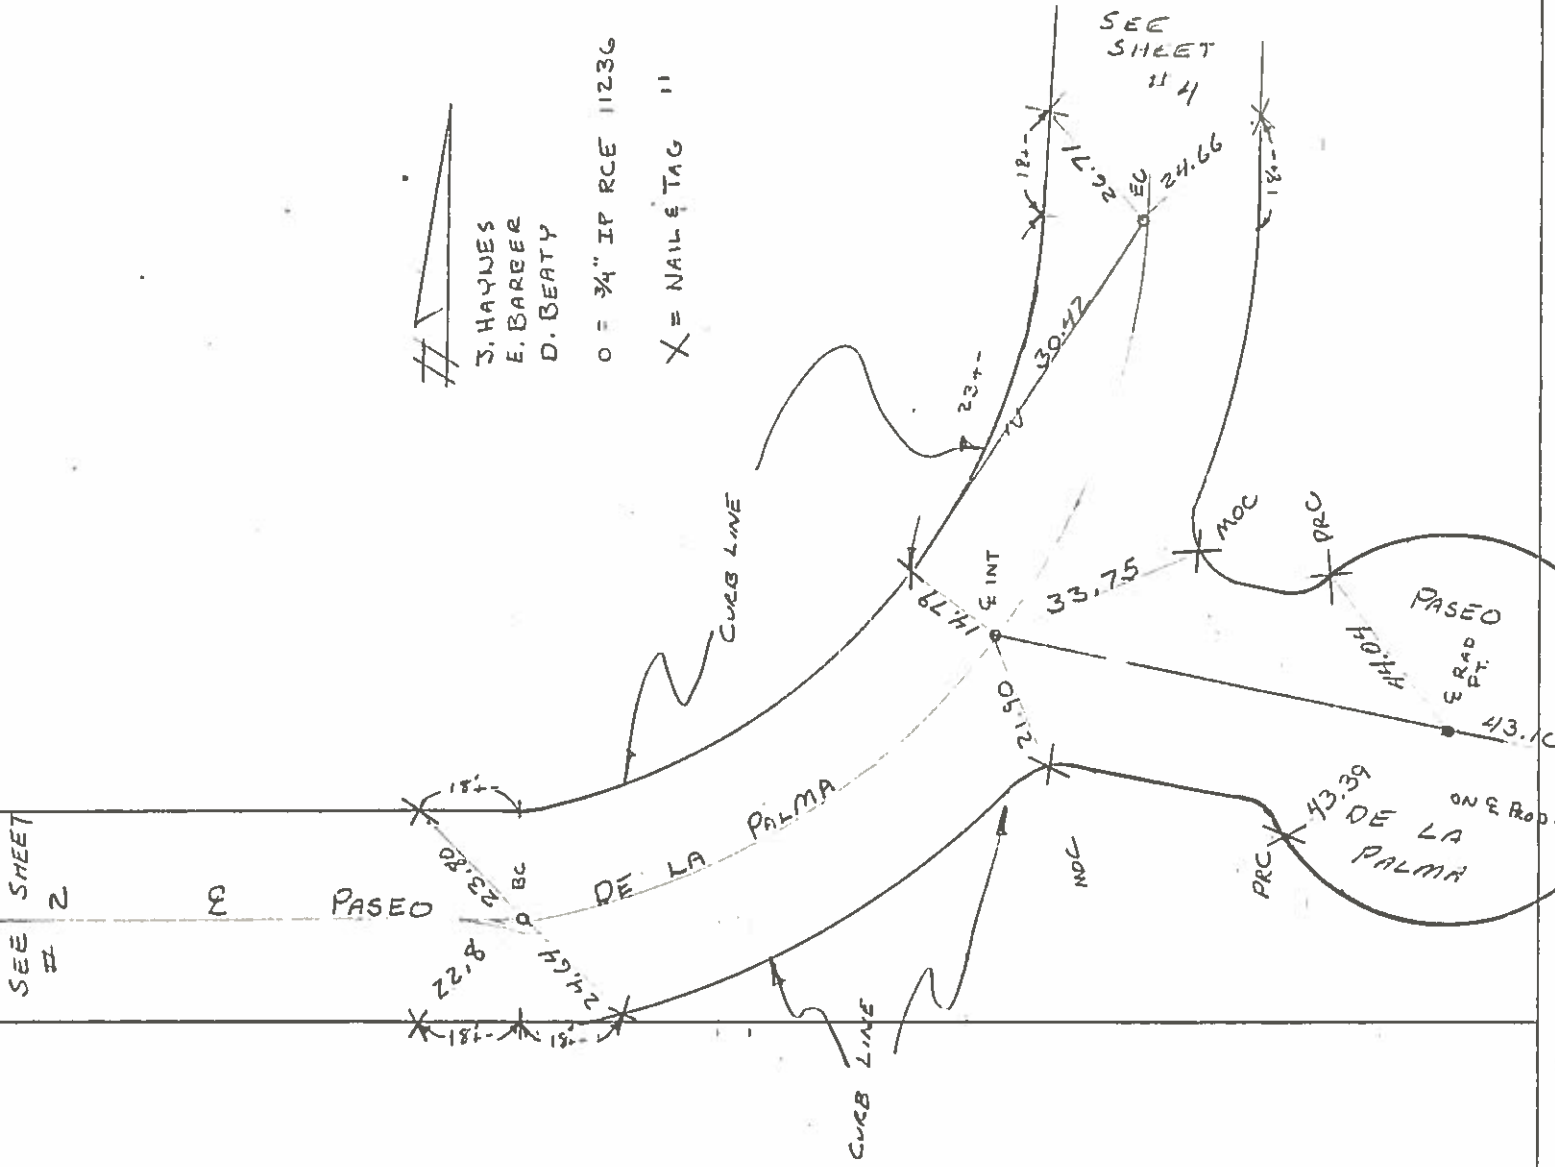 SEE
SHEET
# 4
J. HAYNES
E. BARBER
D. BEATY
O = 3/4" IP RCE 11236
X = NAIL & TAG "
18+-
26.71
EC
24.66
18+-
30.42
23+-
CURB LINE
14.79
℄ INT
33.75
MOC
PRC
PASEO
44.04
℄ RAD
PT.
43.10
21.90
SEE SHEET
# 2
℄
PASEO
DE LA PALMA
18+-
23.80
BC
22.8
24.64
18+-
18+-
MOC
PRC
43.39
DE LA
PALMA
ON ℄ PROD.
CURB LINE